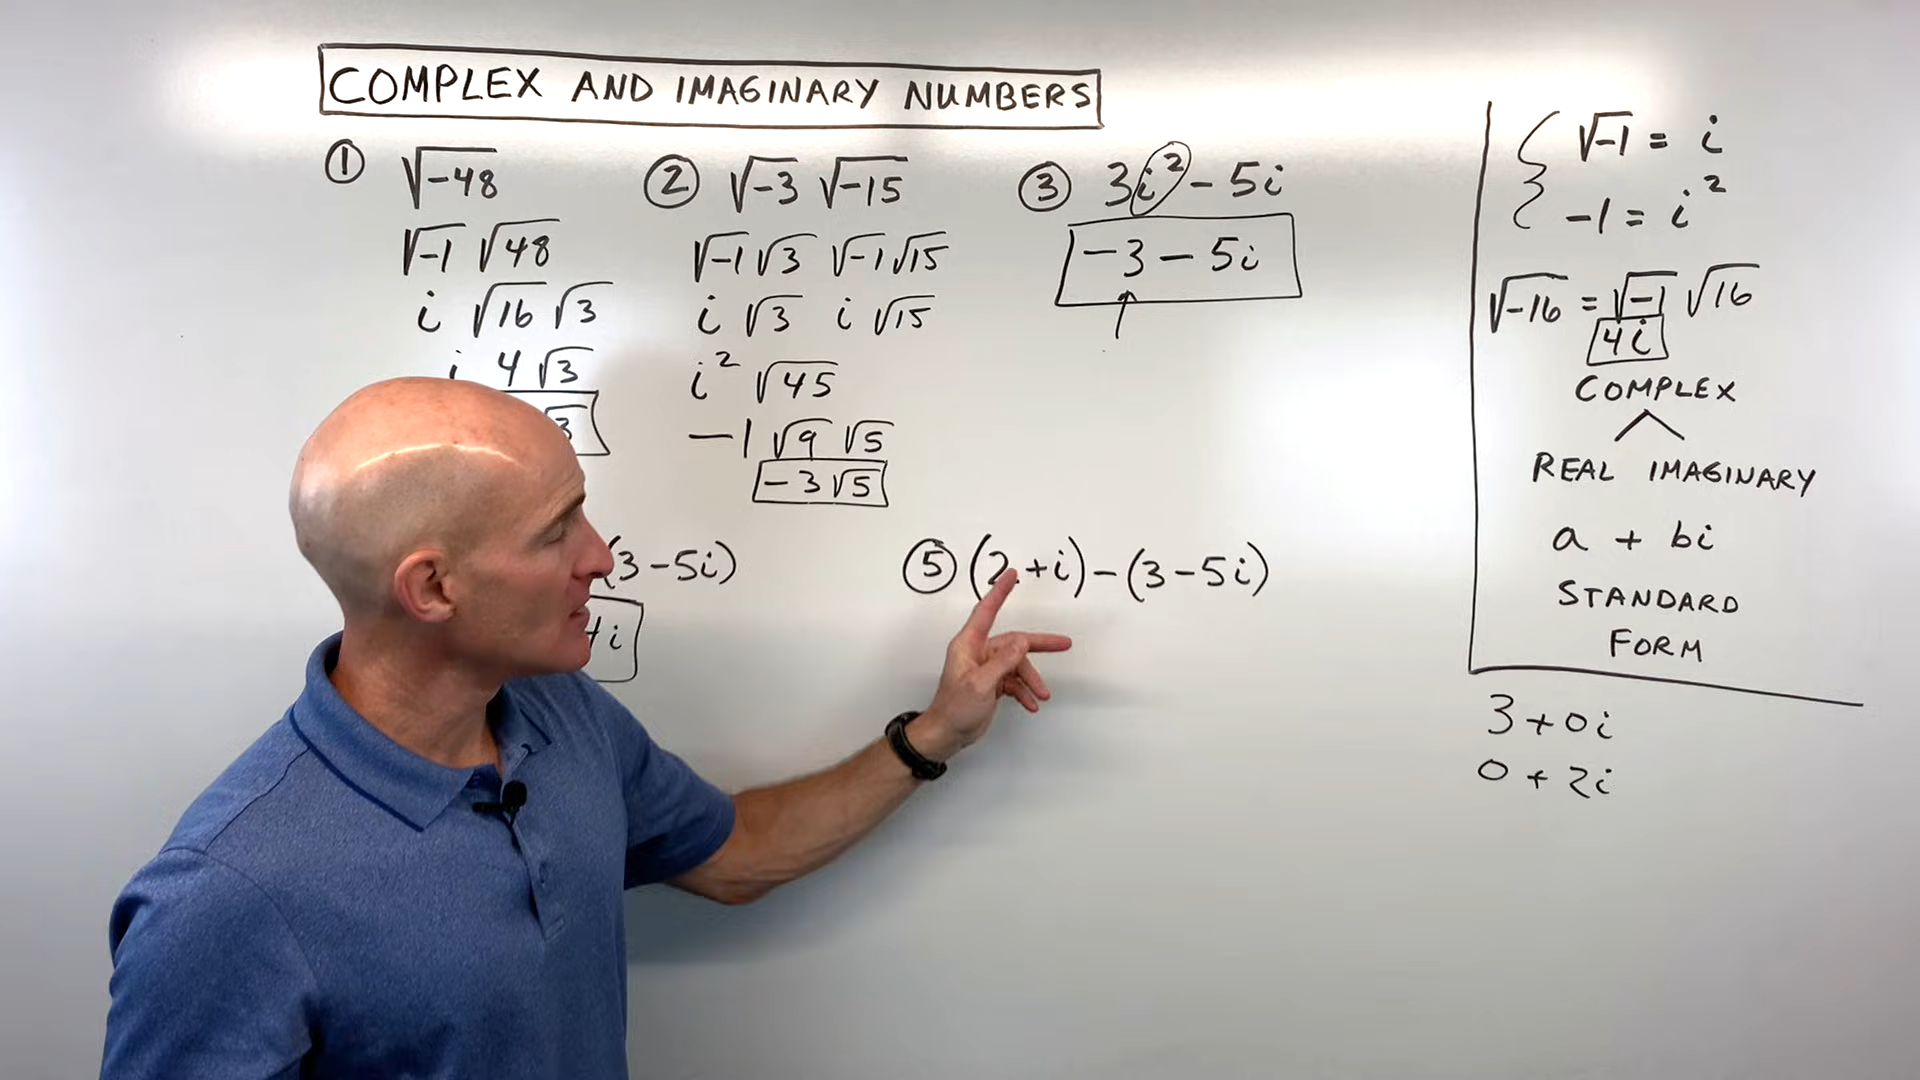 COMPLEX AND IMAGINARY NUMBERS
① √-48
√-1 √48
i √16 √3
i 4 √3
√3
② √-3 √-15
√-1 √3 √-1 √15
i √3 i √15
i² √45
-1 √9 √5
-3√5
③ 3i² - 5i
-3 - 5i
(3 - 5i)
i
⑤ (2 + i) - (3 - 5i)
√-1 = i
-1 = i²
√-16 = √-1 √16
4i
COMPLEX
REAL IMAGINARY
a + bi
STANDARD
FORM
3 + 0i
0 + 2i